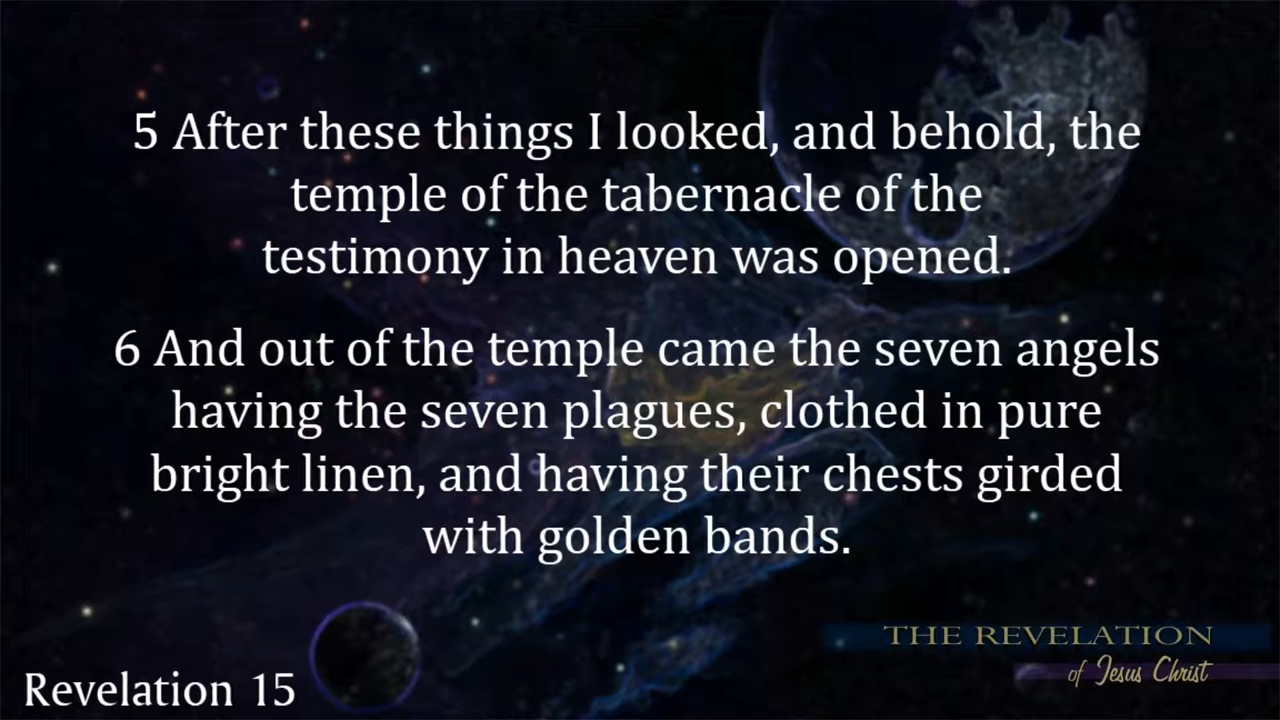 5 After these things I looked, and behold, the
temple of the tabernacle of the
testimony in heaven was opened.
6 And out of the temple came the seven angels
having the seven plagues, clothed in pure
bright linen, and having their chests girded
with golden bands.
THE REVELATION
of Jesus Christ
Revelation 15